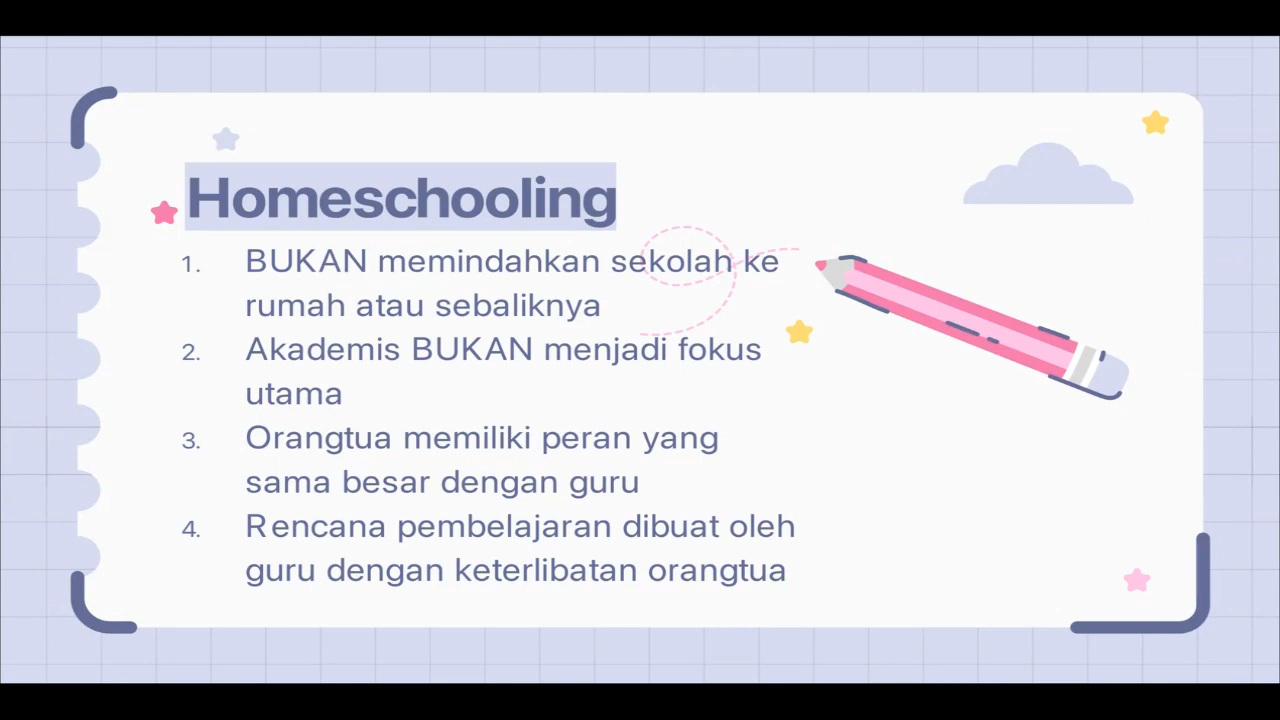 Homeschooling
1. BUKAN memindahkan sekolah ke
rumah atau sebaliknya
2. Akademis BUKAN menjadi fokus
utama
3. Orangtua memiliki peran yang
sama besar dengan guru
4. Rencana pembelajaran dibuat oleh
guru dengan keterlibatan orangtua